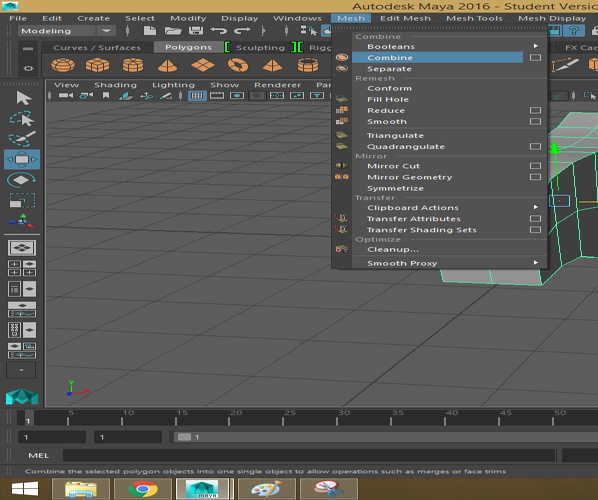 Autodesk Maya 2016 - Student Versio
File Edit Create Select Modify Display Windows Mesh Edit Mesh Mesh Tools Mesh Display
Modeling
Curves / Surfaces Polygons Sculpting Rigg FX Cac
View Shading Lighting Show Renderer Par
Combine
Booleans
Combine
Separate
Remesh
Conform
Fill Hole
Reduce
Smooth
Triangulate
Quadrangulate
Mirror
Mirror Cut
Mirror Geometry
Symmetrize
Transfer
Clipboard Actions
Transfer Attributes
Transfer Shading Sets
Optimize
Cleanup...
Smooth Proxy
Y
5 10 15 20 25 30 35 40 45 50
1
1 1 1
MEL
Combine the selected polygon objects into one single object to allow operations such as merges or face trims
MAYA